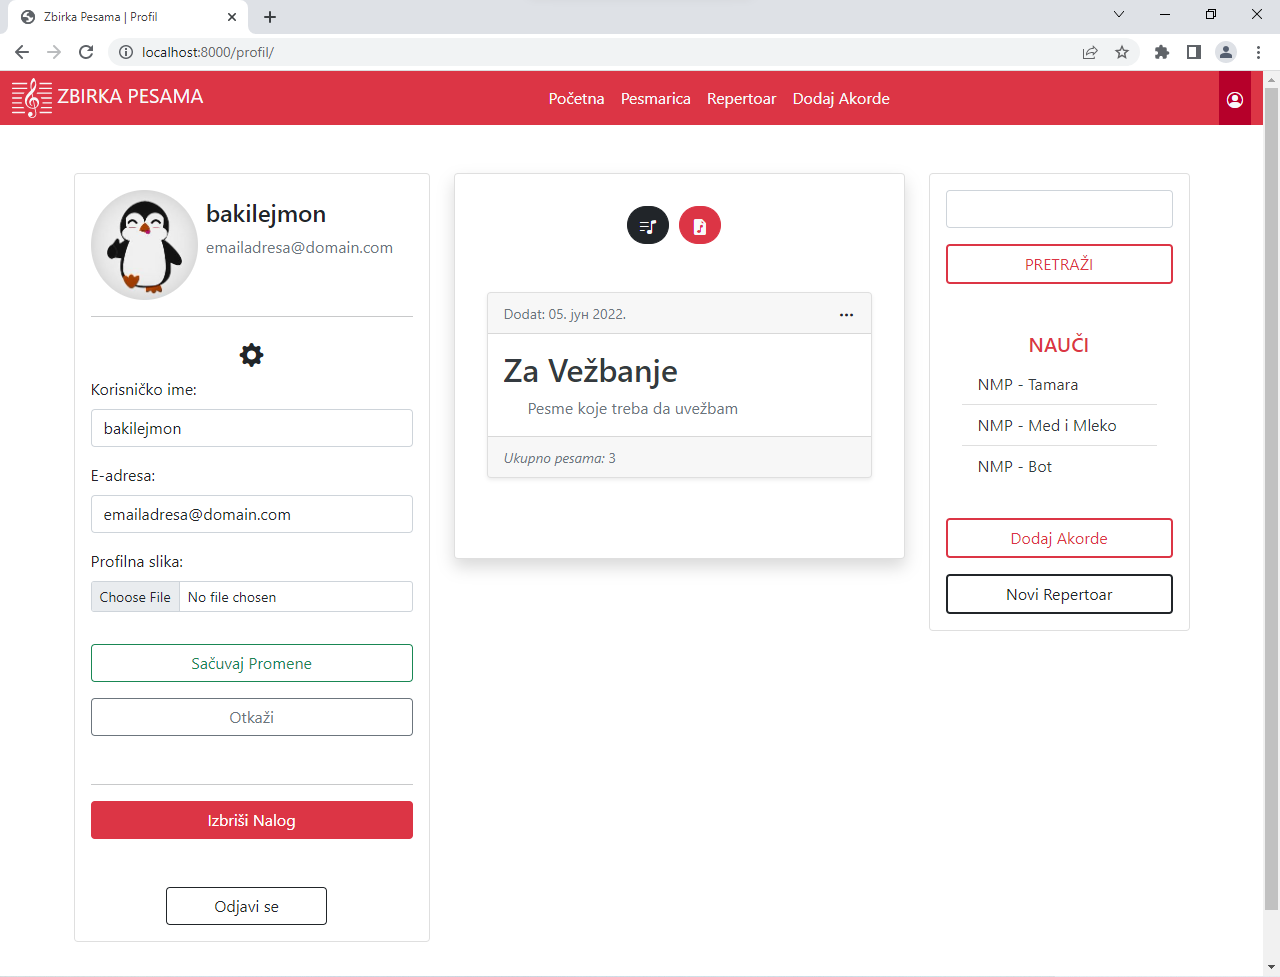 Zbirka Pesama | Profil
localhost:8000/profil/
ZBIRKA PESAMA
Početna Pesmarica Repertoar Dodaj Akorde
bakilejmon
emailadresa@domain.com
Korisničko ime:
bakilejmon
E-adresa:
emailadresa@domain.com
Profilna slika:
Choose File No file chosen
Sačuvaj Promene
Otkaži
Izbriši Nalog
Odjavi se
Dodat: 05. јун 2022.
Za Vežbanje
Pesme koje treba da uvežbam
Ukupno pesama: 3
PRETRAŽI
NAUČI
NMP - Tamara
NMP - Med i Mleko
NMP - Bot
Dodaj Akorde
Novi Repertoar